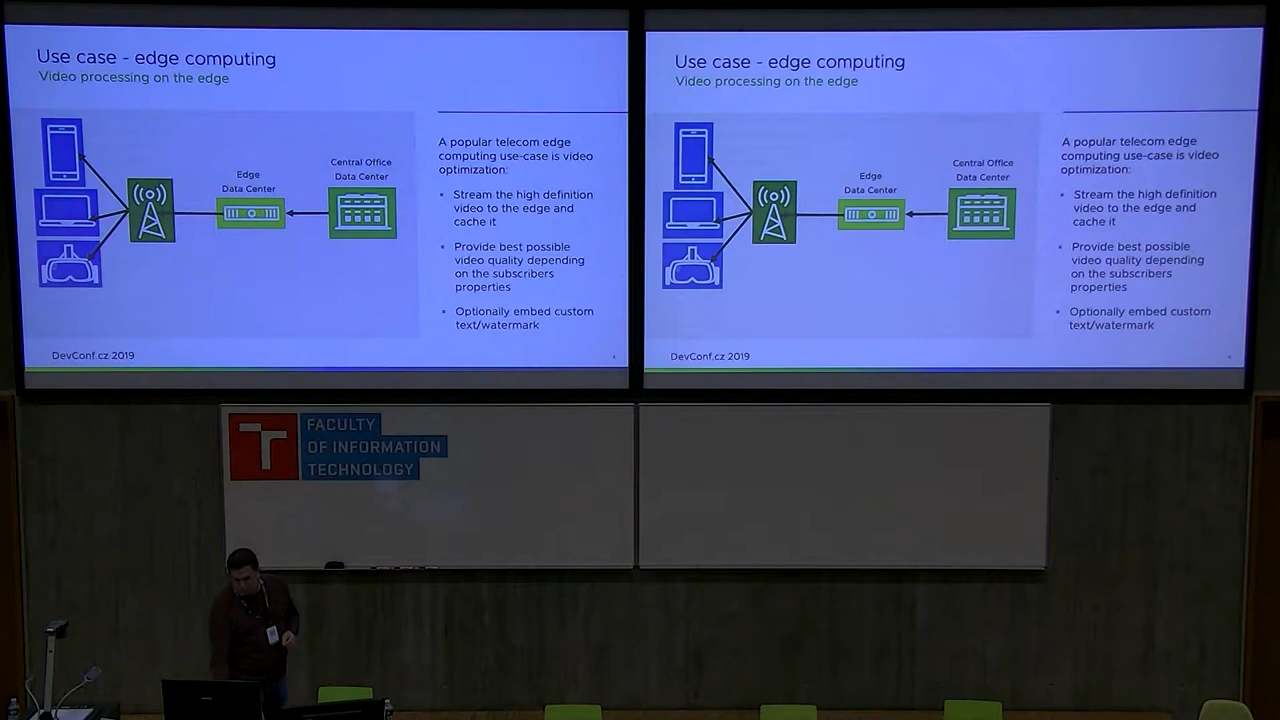 Use case - edge computing
Video processing on the edge
Edge
Data Center
Central Office
Data Center
A popular telecom edge
computing use-case is video
optimization:
• Stream the high definition
video to the edge and
cache it
• Provide best possible
video quality depending
on the subscribers
properties
• Optionally embed custom
text/watermark
DevConf.cz 2019
Use case - edge computing
Video processing on the edge
Edge
Data Center
Central Office
Data Center
A popular telecom edge
computing use-case is video
optimization:
• Stream the high definition
video to the edge and
cache it
• Provide best possible
video quality depending
on the subscribers
properties
• Optionally embed custom
text/watermark
DevConf.cz 2019
FACULTY
OF INFORMATION
TECHNOLOGY